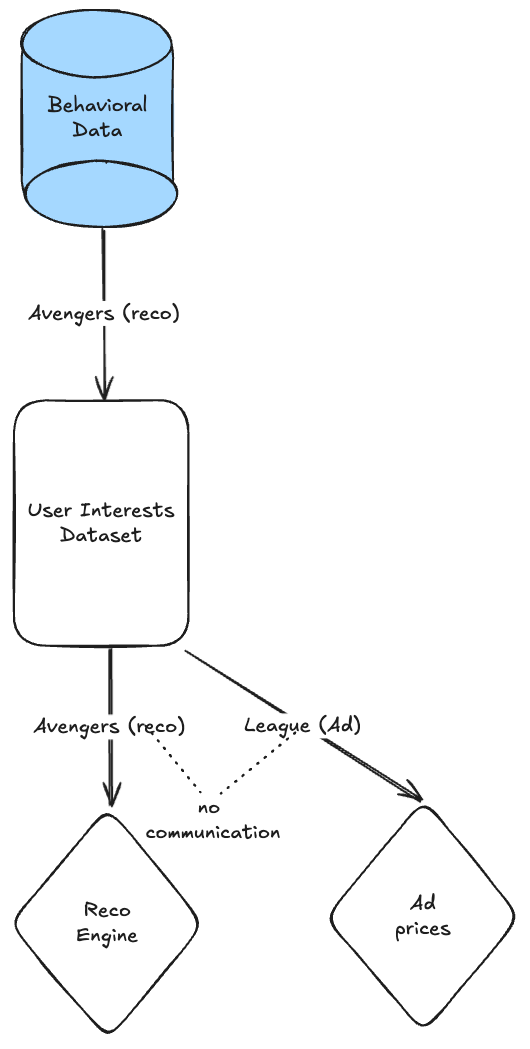 Behavioral
Data
Avengers (reco)
User Interests
Dataset
Avengers (reco)
League (Ad)
no
communication
Reco
Engine
Ad
prices